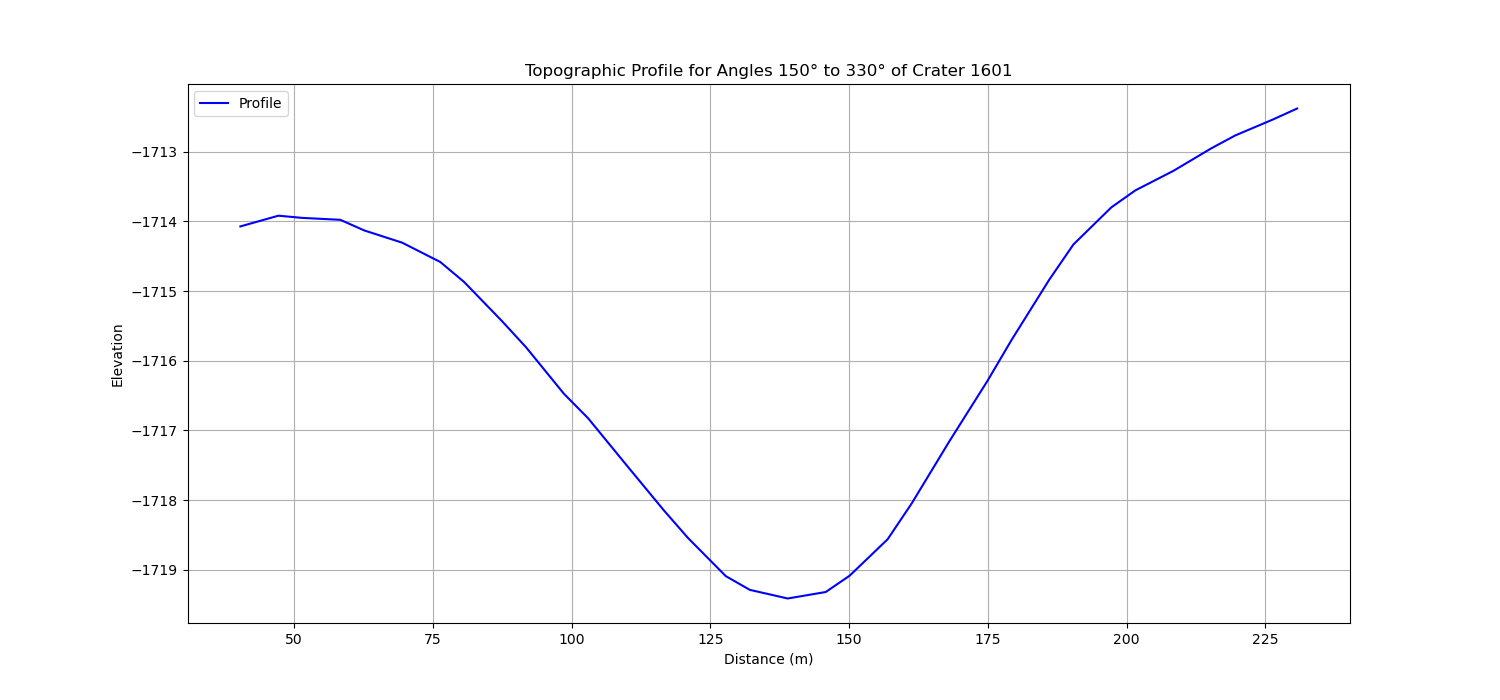 Topographic Profile for Angles 150° to 330° of Crater 1601
Profile
−1713
−1714
−1715
−1716
−1717
−1718
−1719
Elevation
50 75 100 125 150 175 200 225
Distance (m)